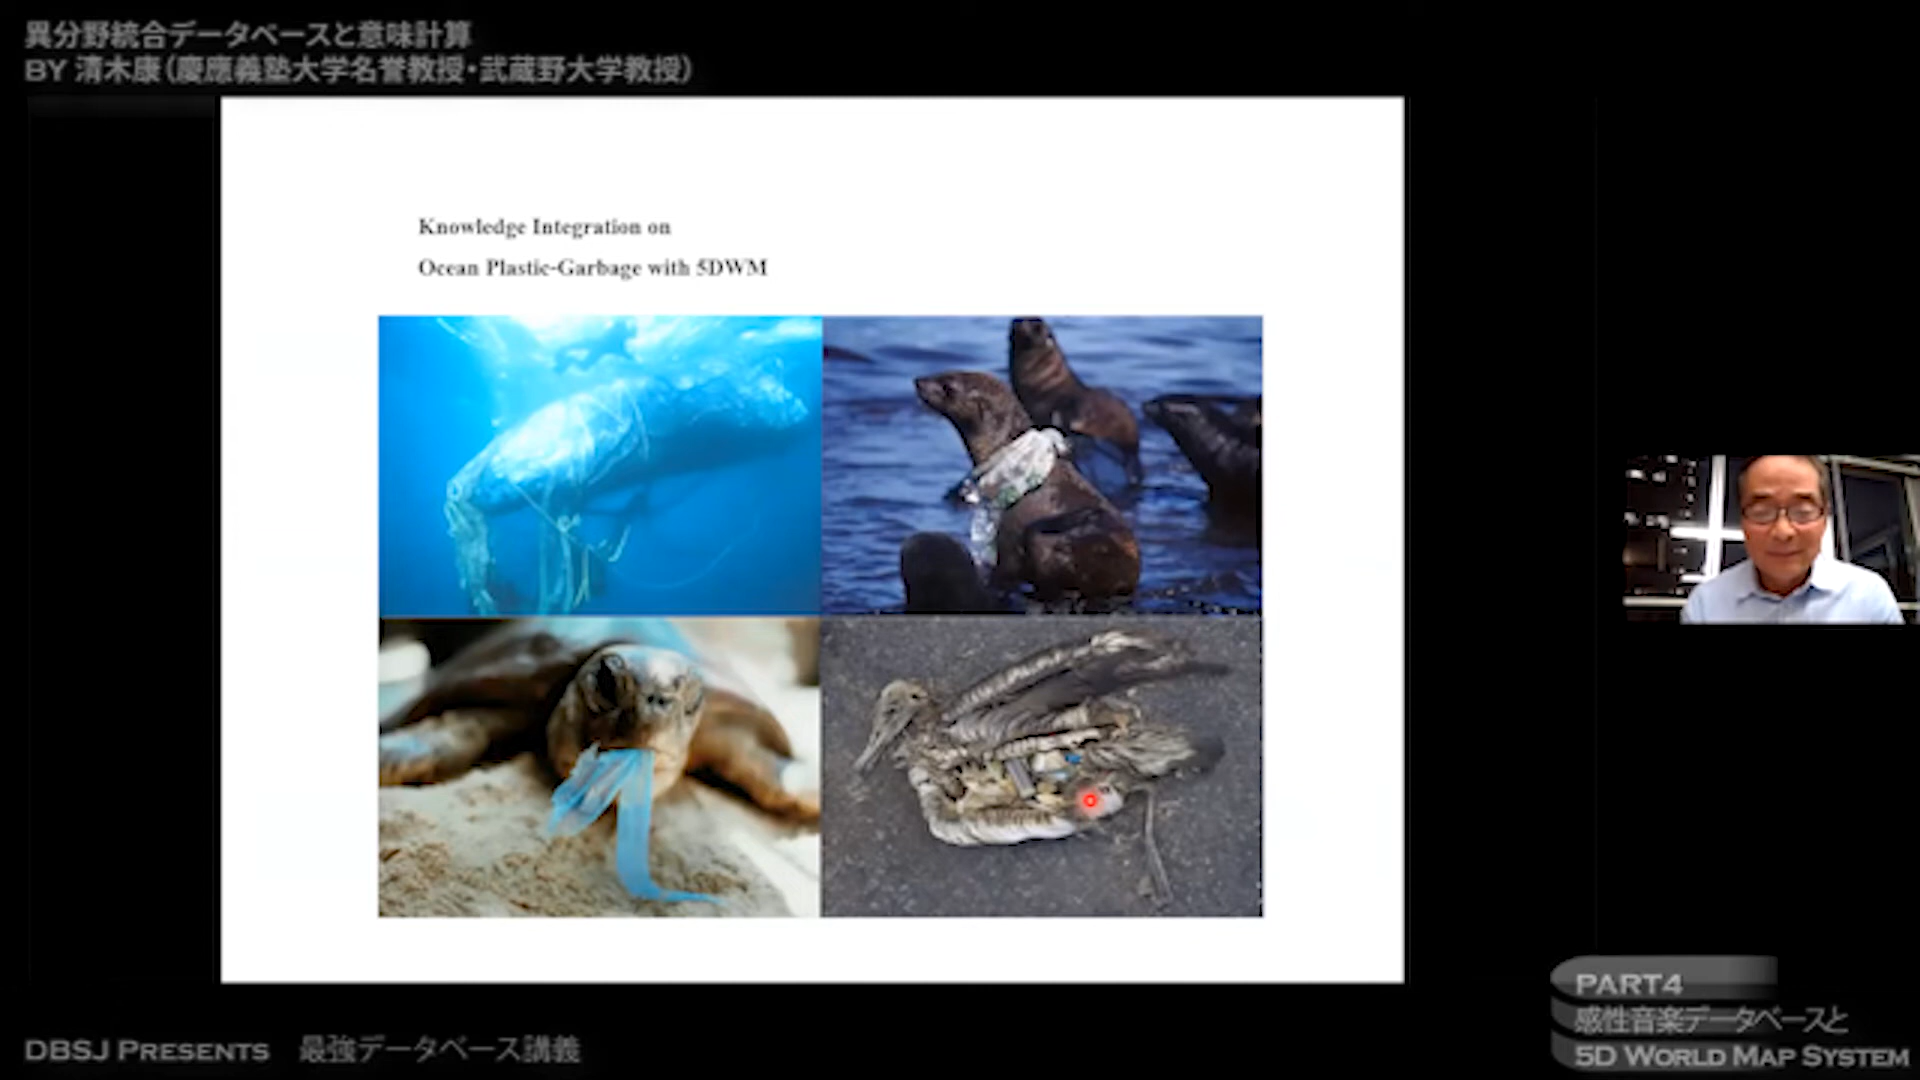 異分野統合データベースと意味計算
BY 清木康(慶應義塾大学名誉教授・武蔵野大学教授)
Knowledge Integration on
Ocean Plastic-Garbage with 5DWM
DBSJ PRESENTS 最強データベース講義
PART4
感性音楽データベースと
5D WORLD MAP SYSTEM